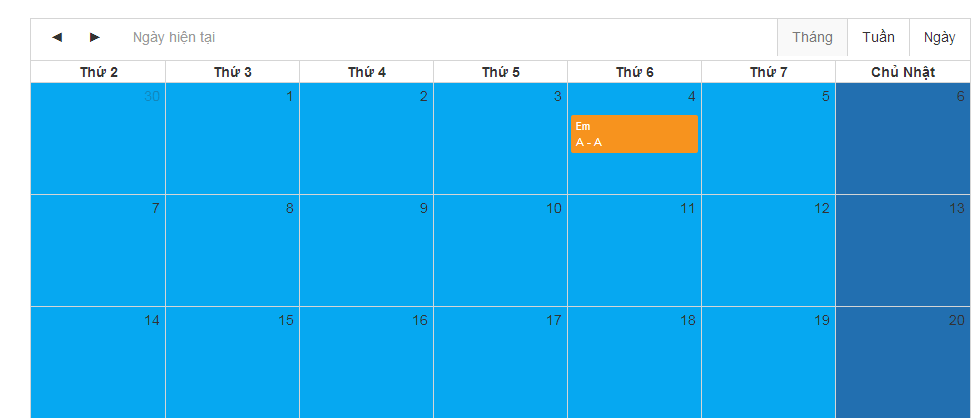 ◄ ► Ngày hiện tại Tháng Tuần Ngày
Thứ 2 Thứ 3 Thứ 4 Thứ 5 Thứ 6 Thứ 7 Chủ Nhật
30 1 2 3 4 5 6
Em
A - A
7 8 9 10 11 12 13
14 15 16 17 18 19 20